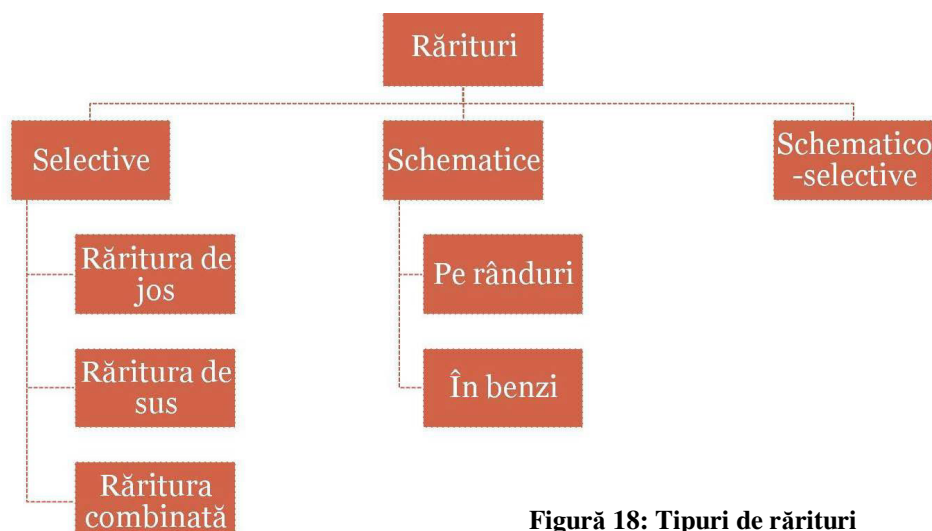 Rărituri
Selective
Schematice
Schematico
-selective
Răritura de
jos
Pe rânduri
Răritura de
sus
În benzi
Răritura
combinată
Figură 18: Tipuri de rărituri